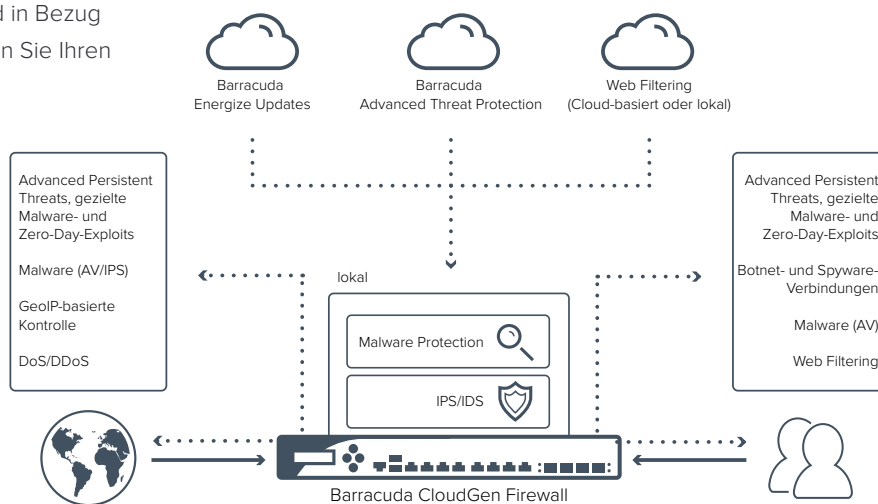 in Bezug
n Sie Ihren
Barracuda
Energize Updates
Barracuda
Advanced Threat Protection
Web Filtering
(Cloud-basiert oder lokal)
Advanced Persistent
Threats, gezielte
Malware- und
Zero-Day-Exploits
Malware (AV/IPS)
GeoIP-basierte
Kontrolle
DoS/DDoS
lokal
Malware Protection
IPS/IDS
Advanced Persistent
Threats, gezielte
Malware- und
Zero-Day-Exploits
Botnet- und Spyware-
Verbindungen
Malware (AV)
Web Filtering
Barracuda CloudGen Firewall